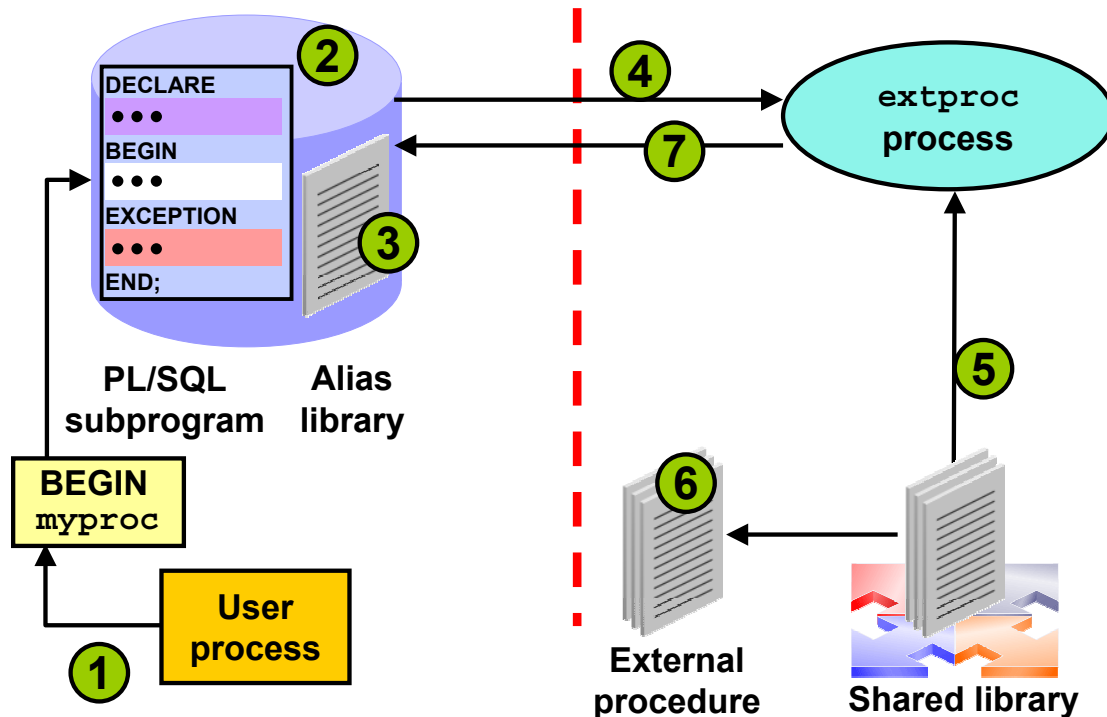 2
4
DECLARE
•••
extproc
process
7
BEGIN
•••
EXCEPTION
3
•••
END;
5
PL/SQL
subprogram
Alias
library
BEGIN
myproc
6
User
process
1
External
procedure
Shared library